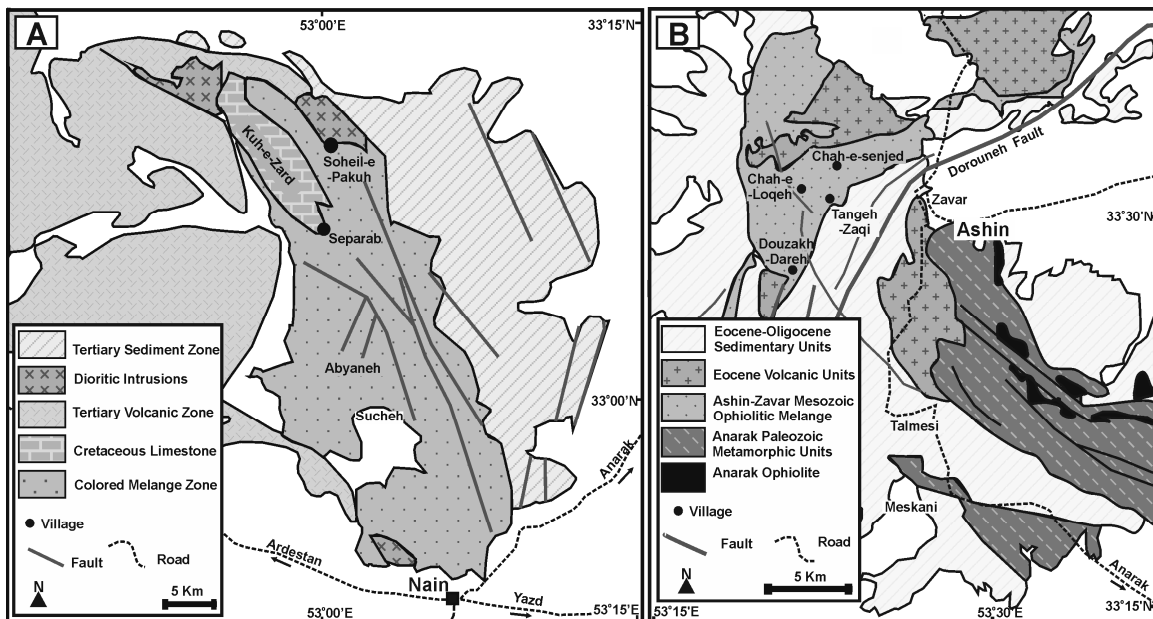 A
53°00'E
33°15'N
Kuh-e-Zard
Soheil-e
-Pakuh
Separab
Abyaneh
Sucheh
33°00'N
Anarak
Ardestan
Nain
Yazd
53°00'E
53°15'E
Tertiary Sediment Zone
Dioritic Intrusions
Tertiary Volcanic Zone
Cretaceous Limestone
Colored Melange Zone
Village
Fault
Road
N
5 Km
B
Dorouneh Fault
Chah-e-senjed
Chah-e
-Loqeh
Tangeh
-Zaqi
Zavar
33°30'N
Ashin
Douzakh
-Dareh
Talmesi
Meskani
Anarak
53°15'E
53°30'E
33°15'N
Eocene-Oligocene
Sedimentary Units
Eocene Volcanic Units
Ashin-Zavar Mesozoic
Ophiolitic Melange
Anarak Paleozoic
Metamorphic Units
Anarak Ophiolite
Village
Fault
Road
N
5 Km